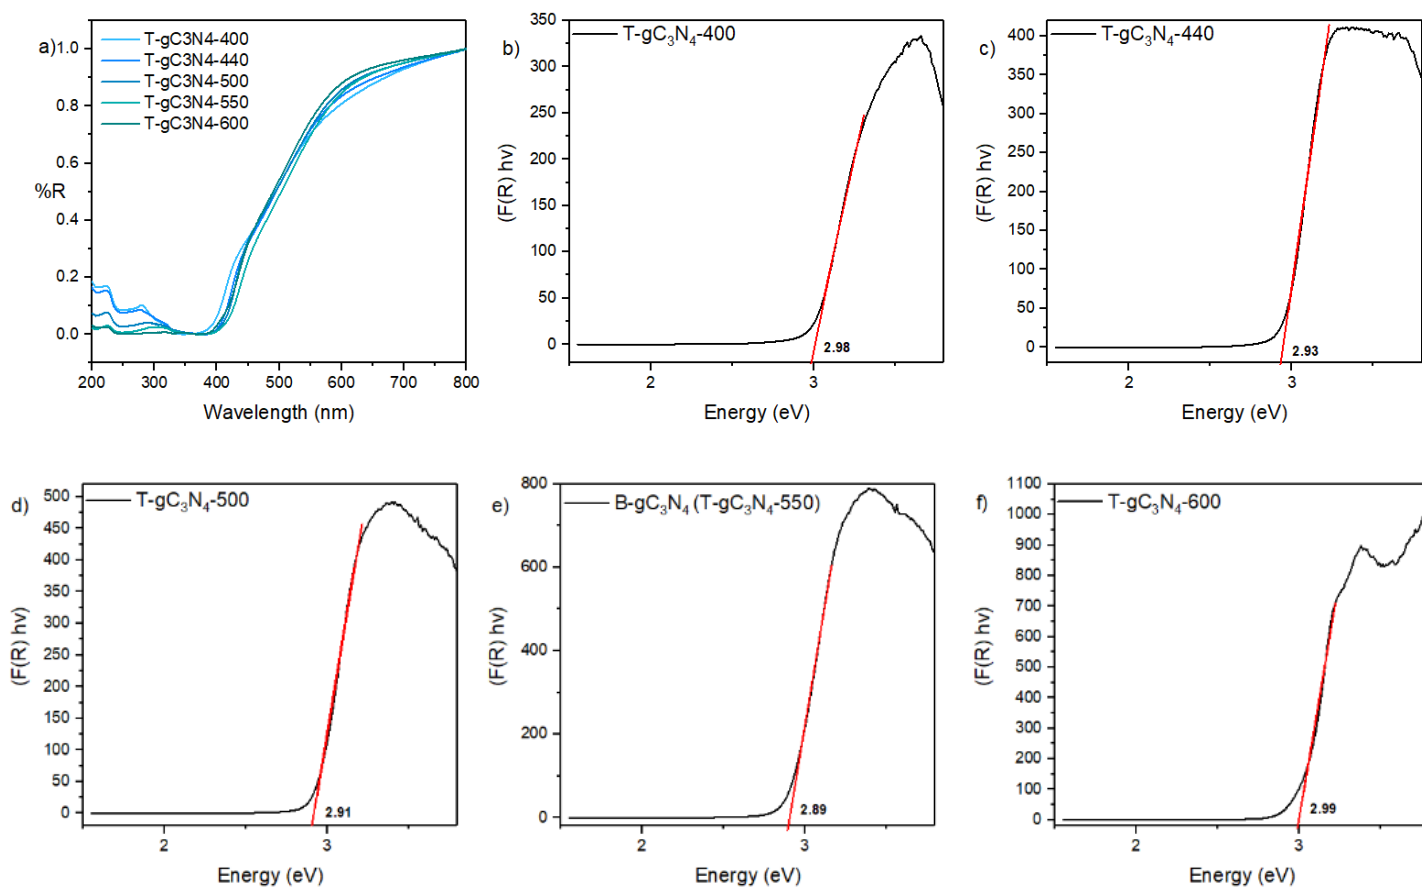 a)
T-gC3N4-400
T-gC3N4-440
T-gC3N4-500
T-gC3N4-550
T-gC3N4-600
1.0
0.8
0.6
%R
0.4
0.2
0.0
200 300 400 500 600 700 800
Wavelength (nm)
b)
T-gC₃N₄-400
350
300
250
200
150
100
50
0
(F(R) hv)
2.98
2 3
Energy (eV)
c)
T-gC₃N₄-440
400
350
300
250
200
150
100
50
0
(F(R) hv)
2.93
2 3
Energy (eV)
d)
T-gC₃N₄-500
500
450
400
350
300
250
200
150
100
50
0
(F(R) hv)
2.91
2 3
Energy (eV)
e)
B-gC₃N₄ (T-gC₃N₄-550)
800
600
400
200
0
(F(R) hv)
2.89
2 3
Energy (eV)
f)
T-gC₃N₄-600
1100
1000
900
800
700
600
500
400
300
200
100
0
(F(R) hv)
2.99
2 3
Energy (eV)